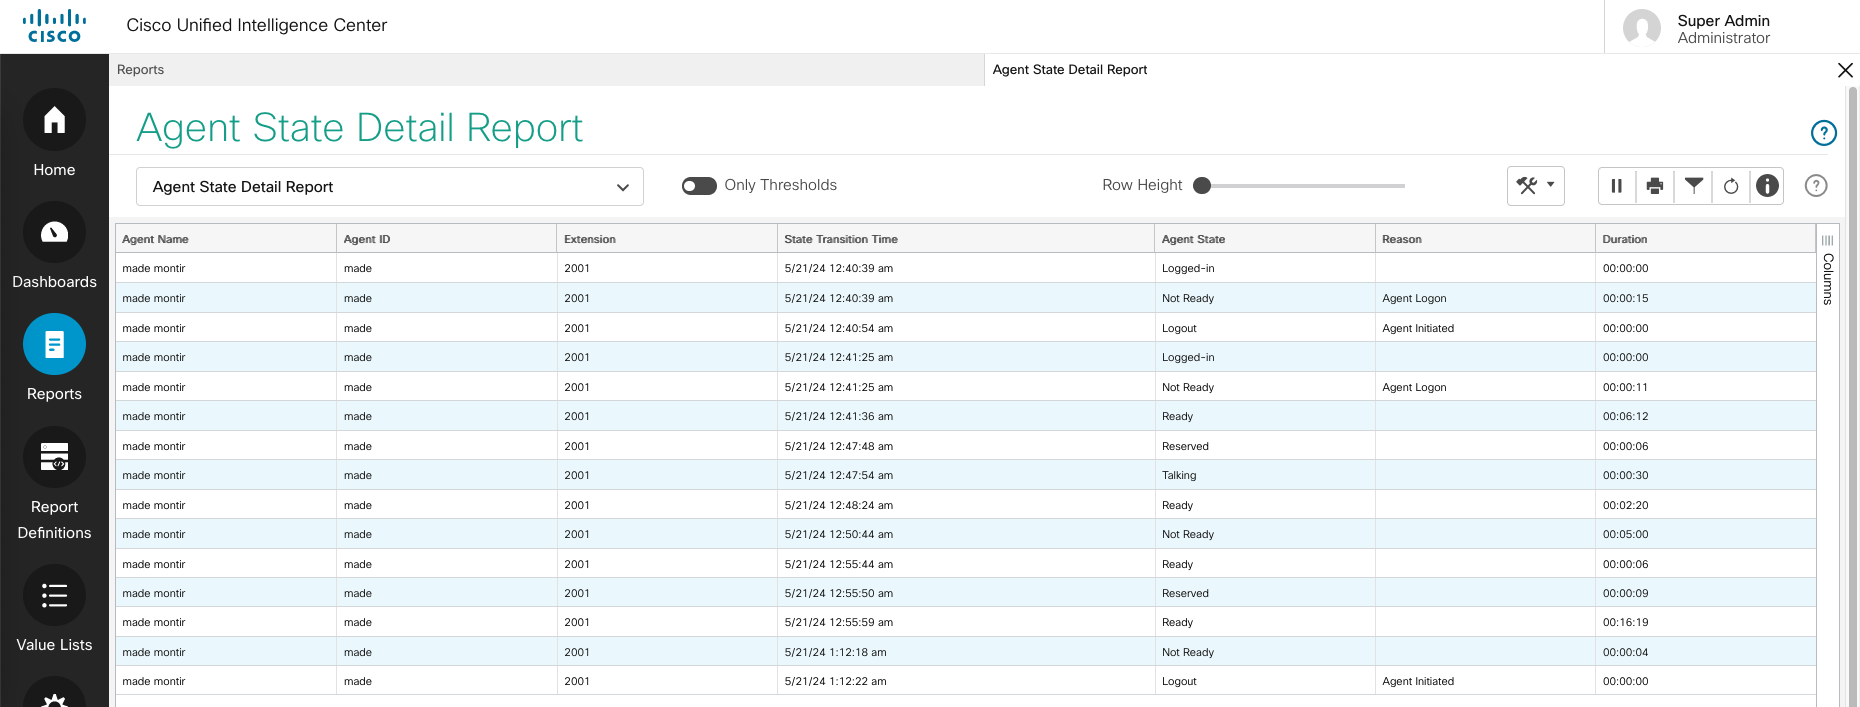 CISCO
Cisco Unified Intelligence Center
Super Admin
Administrator
Reports
Agent State Detail Report
Agent State Detail Report
Agent State Detail Report
Only Thresholds
Row Height
Home
Dashboards
Reports
Report
Definitions
Value Lists
Agent Name Agent ID Extension State Transition Time Agent State Reason Duration
made montir made 2001 5/21/24 12:40:39 am Logged-in 00:00:00
made montir made 2001 5/21/24 12:40:39 am Not Ready Agent Logon 00:00:15
made montir made 2001 5/21/24 12:40:54 am Logout Agent Initiated 00:00:00
made montir made 2001 5/21/24 12:41:25 am Logged-in 00:00:00
made montir made 2001 5/21/24 12:41:25 am Not Ready Agent Logon 00:00:11
made montir made 2001 5/21/24 12:41:36 am Ready 00:06:12
made montir made 2001 5/21/24 12:47:48 am Reserved 00:00:06
made montir made 2001 5/21/24 12:47:54 am Talking 00:00:30
made montir made 2001 5/21/24 12:48:24 am Ready 00:02:20
made montir made 2001 5/21/24 12:50:44 am Not Ready 00:05:00
made montir made 2001 5/21/24 12:55:44 am Ready 00:00:06
made montir made 2001 5/21/24 12:55:50 am Reserved 00:00:09
made montir made 2001 5/21/24 12:55:59 am Ready 00:16:19
made montir made 2001 5/21/24 1:12:18 am Not Ready 00:00:04
made montir made 2001 5/21/24 1:12:22 am Logout Agent Initiated 00:00:00
Columns